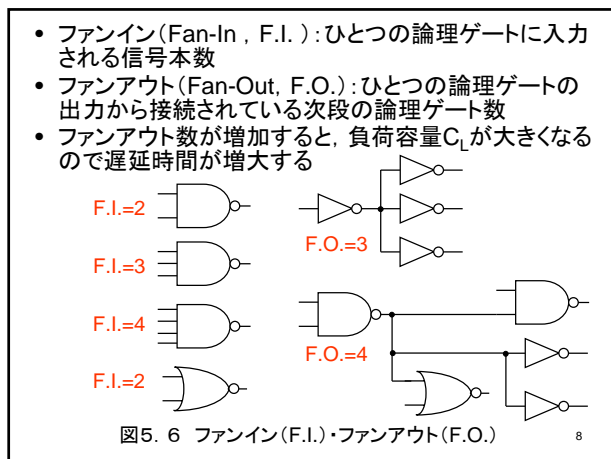 • ファンイン(Fan-In , F.I. ):ひとつの論理ゲートに入力
される信号本数
• ファンアウト(Fan-Out, F.O.):ひとつの論理ゲートの
出力から接続されている次段の論理ゲート数
• ファンアウト数が増加すると, 負荷容量CLが大きくなる
ので遅延時間が増大する
F.I.=2
F.O.=3
F.I.=3
F.I.=4
F.O.=4
F.I.=2
図5. 6 ファンイン(F.I.)・ファンアウト(F.O.)
8